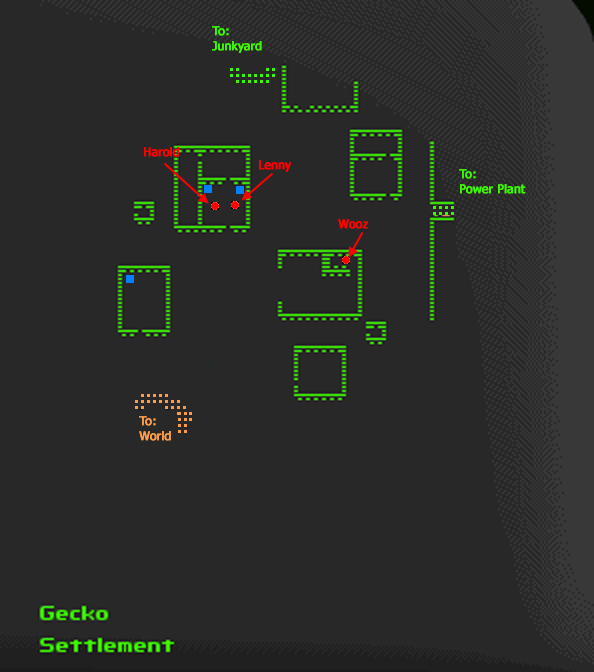 To:
Junkyard
Harold
Lenny
To:
Power Plant
Wooz
To:
World
Gecko
Settlement